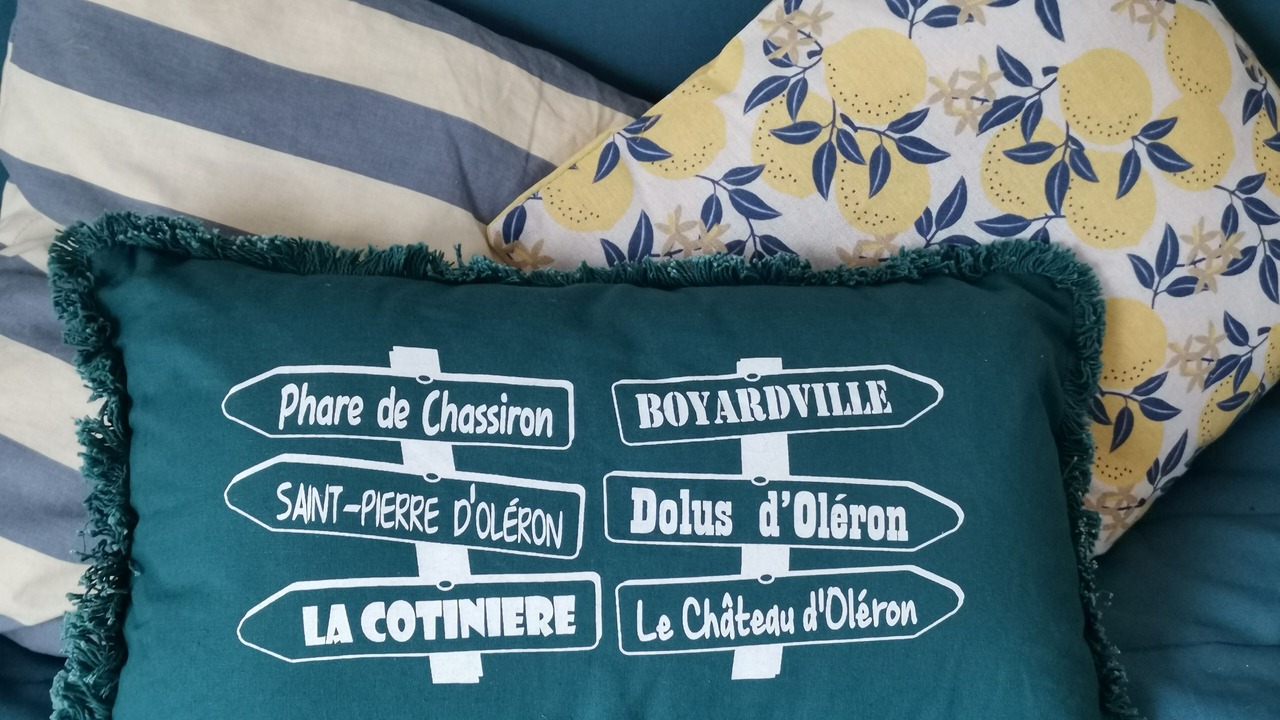 Phare de Chassiron
SAINT-PIERRE D'OLÉRON
LA COTINIERE
BOYARDVILLE
Dolus d'Oléron
Le Château d'Oléron